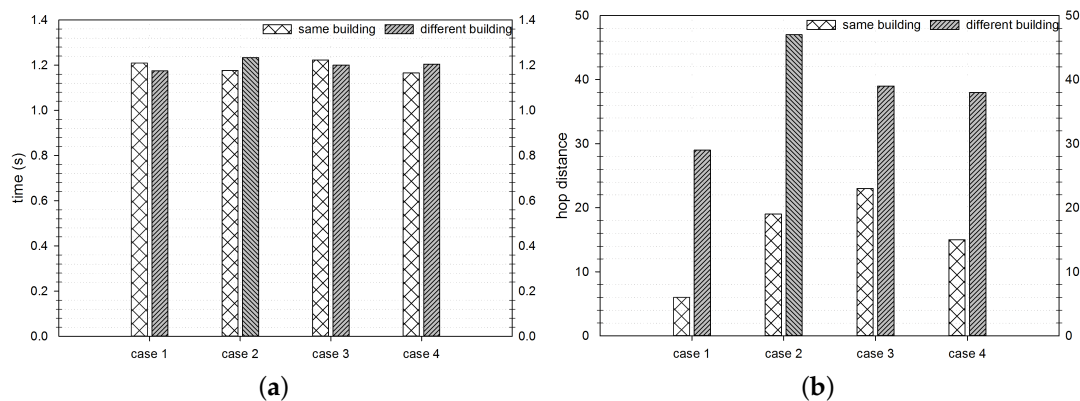 1.4 1.4
same building different building
1.2 1.2
1.0 1.0
0.8 0.8
0.6 0.6
0.4 0.4
0.2 0.2
0.0 0.0
time (s)
case 1 case 2 case 3 case 4
(a)
50 50
same building different building
40 40
30 30
20 20
10 10
0 0
hop distance
case 1 case 2 case 3 case 4
(b)